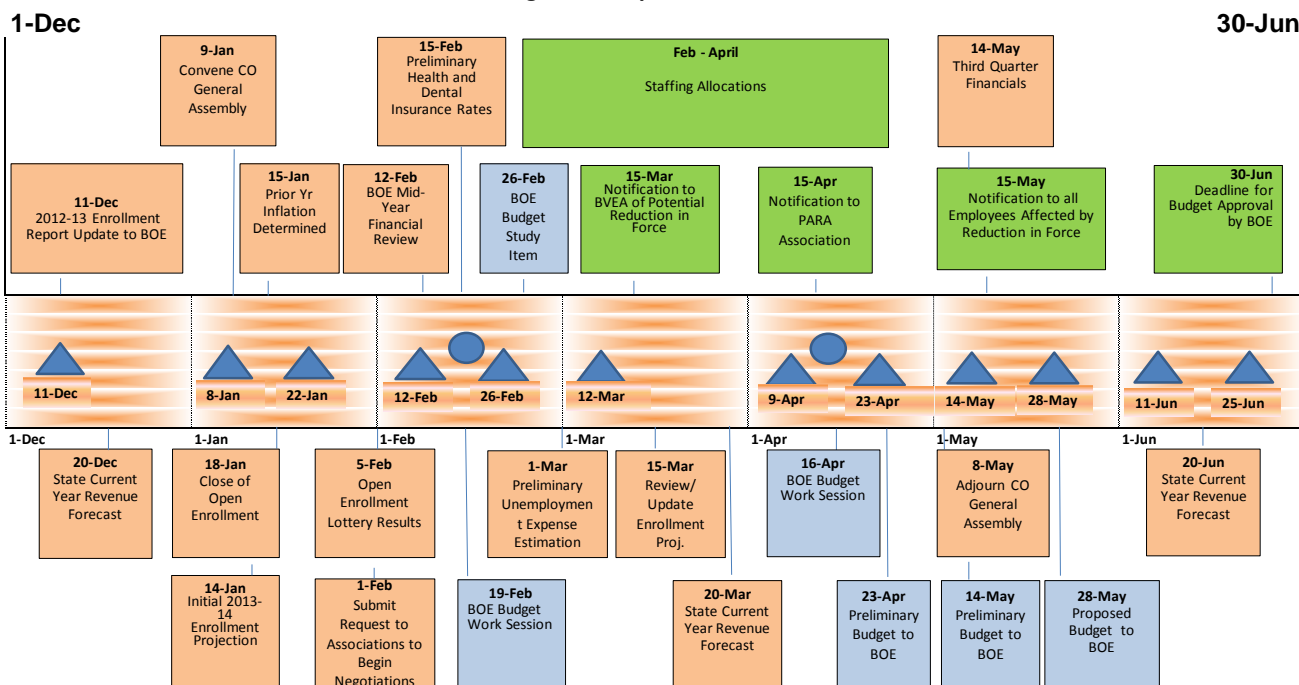 1-Dec
30-Jun
9-Jan
Convene CO
General
Assembly
15-Feb
Preliminary
Health and
Dental
Insurance Rates
Feb - April
Staffing Allocations
14-May
Third Quarter
Financials
11-Dec
2012-13 Enrollment
Report Update to BOE
15-Jan
Prior Yr
Inflation
Determined
12-Feb
BOE Mid-
Year
Financial
Review
26-Feb
BOE
Budget
Study
Item
15-Mar
Notification to
BVEA of Potential
Reduction in
Force
15-Apr
Notification to
PARA
Association
15-May
Notification to all
Employees Affected by
Reduction in Force
30-Jun
Deadline for
Budget Approval
by BOE
11-Dec
8-Jan
22-Jan
12-Feb
26-Feb
12-Mar
9-Apr
23-Apr
14-May
28-May
11-Jun
25-Jun
1-Dec
1-Jan
1-Feb
1-Mar
1-Apr
1-May
1-Jun
20-Dec
State Current
Year Revenue
Forecast
18-Jan
Close of
Open
Enrollment
5-Feb
Open
Enrollment
Lottery Results
1-Mar
Preliminary
Unemploymen
t Expense
Estimation
15-Mar
Review/
Update
Enrollment
Proj.
16-Apr
BOE Budget
Work Session
8-May
Adjourn CO
General
Assembly
20-Jun
State Current
Year Revenue
Forecast
14-Jan
Initial 2013-
14
Enrollment
Projection
1-Feb
Submit
Request to
Associations to
Begin
Negotiations
19-Feb
BOE Budget
Work Session
20-Mar
State Current
Year Revenue
Forecast
23-Apr
Preliminary
Budget to
BOE
14-May
Preliminary
Budget to
BOE
28-May
Proposed
Budget to
BOE